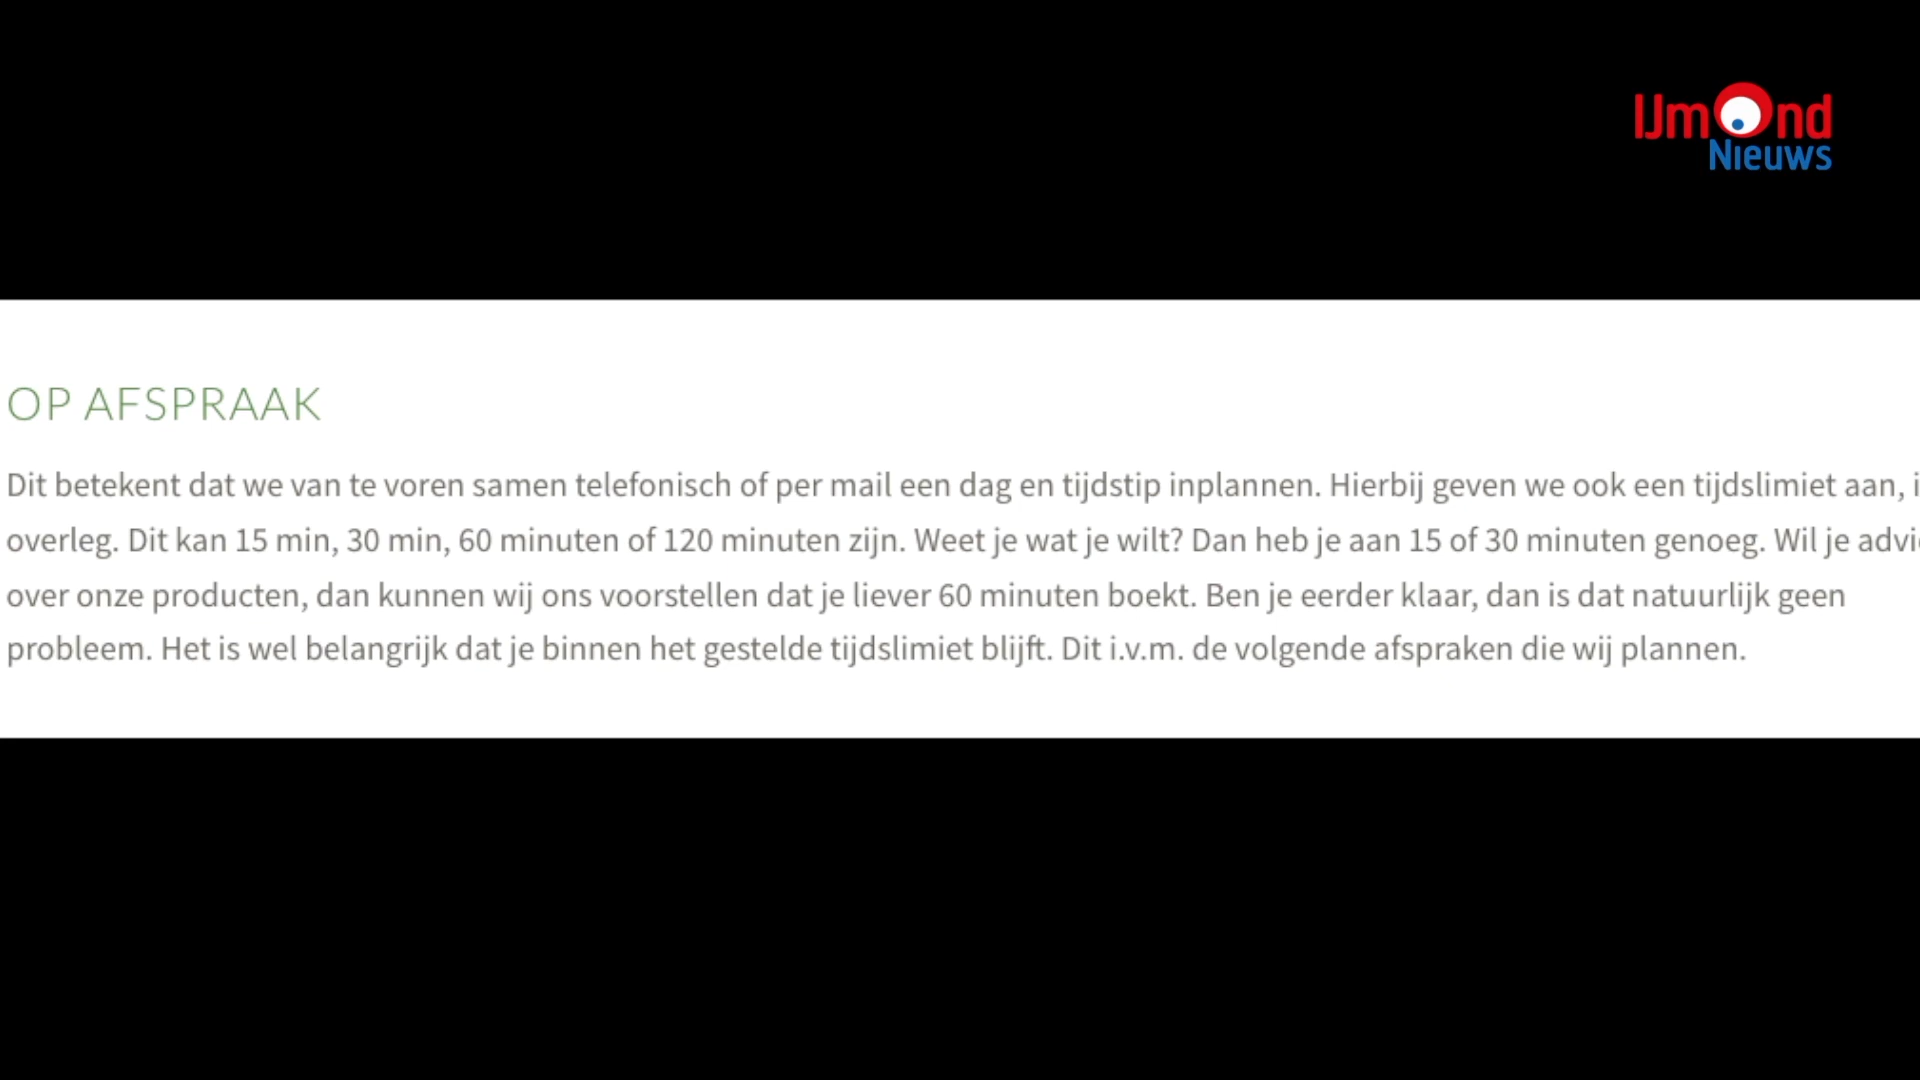 IJmond
Nieuws
OP AFSPRAAK
Dit betekent dat we van te voren samen telefonisch of per mail een dag en tijdstip inplannen. Hierbij geven we ook een tijdslimiet aan,
overleg. Dit kan 15 min, 30 min, 60 minuten of 120 minuten zijn. Weet je wat je wilt? Dan heb je aan 15 of 30 minuten genoeg. Wil je
over onze producten, dan kunnen wij ons voorstellen dat je liever 60 minuten boekt. Ben je eerder klaar, dan is dat natuurlijk geen
probleem. Het is wel belangrijk dat je binnen het gestelde tijdslimiet blijft. Dit i.v.m. de volgende afspraken die wij plannen.